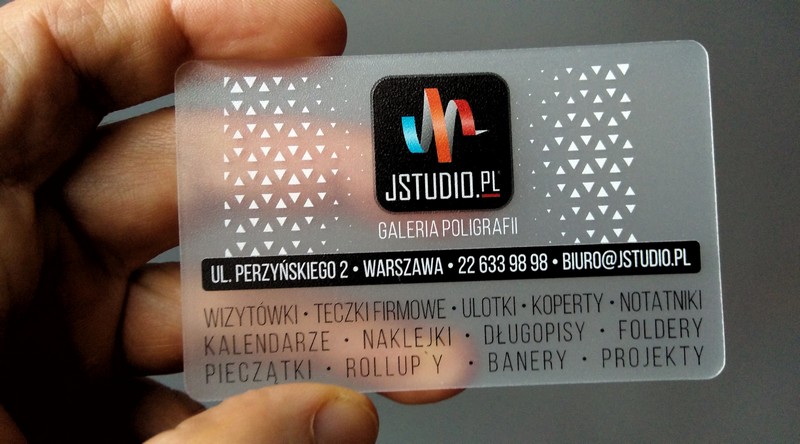 JSTUDIO.PL
GALERIA POLIGRAFII
UL. PERZYŃSKIEGO 2 • WARSZAWA • 22 633 98 98 • BIURO@JSTUDIO.PL
WIZYTÓWKI • TECZKI FIRMOWE • ULOTKI • KOPERTY • NOTATNIKI
KALENDARZE • NAKLEJKI • DŁUGOPISY • FOLDERY
PIECZĄTKI • ROLLUP'Y • BANERY • PROJEKTY